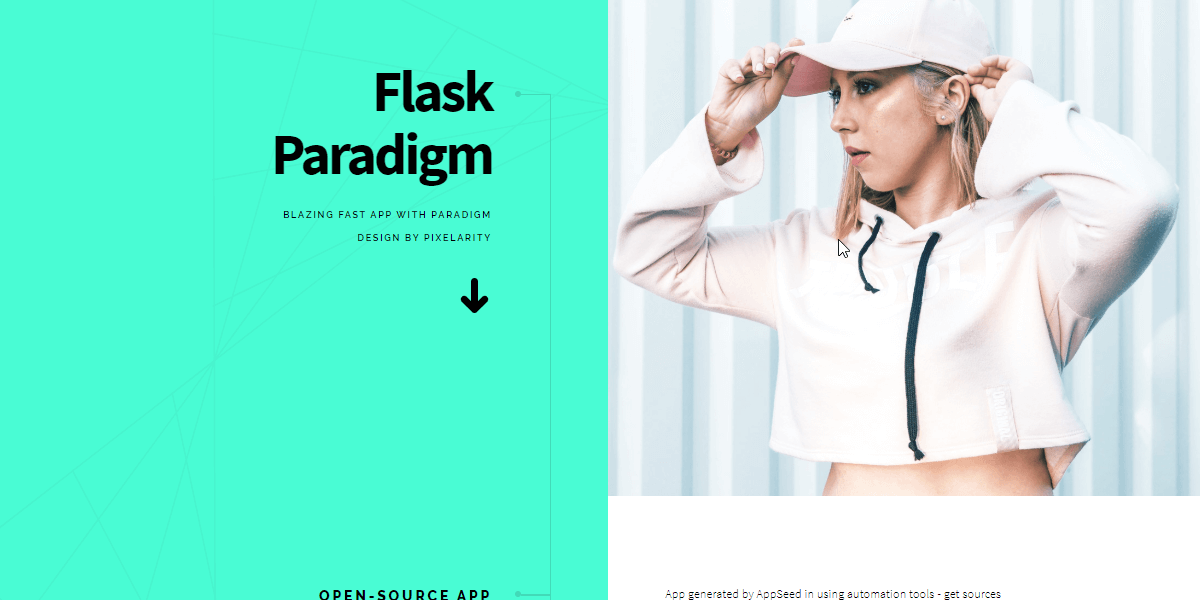 Flask
Paradigm
BLAZING FAST APP WITH PARADIGM
DESIGN BY PIXELARITY
OPEN-SOURCE APP
App generated by AppSeed in using automation tools - get sources